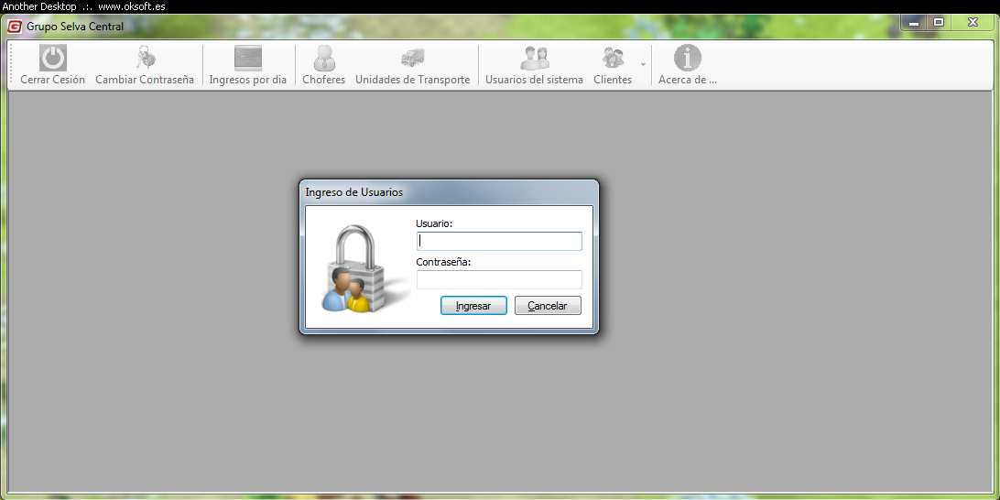 Another Desktop .:. www.oksoft.es
Grupo Selva Central
Cerrar Cesión Cambiar Contraseña Ingresos por dia Choferes Unidades de Transporte Usuarios del sistema Clientes Acerca de ...
Ingreso de Usuarios
Usuario:
Contraseña:
Ingresar Cancelar